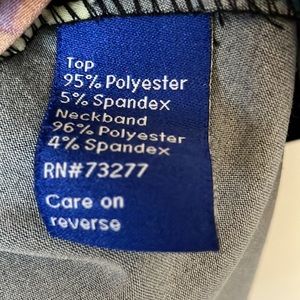 Top
95% Polyester
5% Spandex
Neckband
96% Polyester
4% Spandex
RN#73277
Care on
reverse